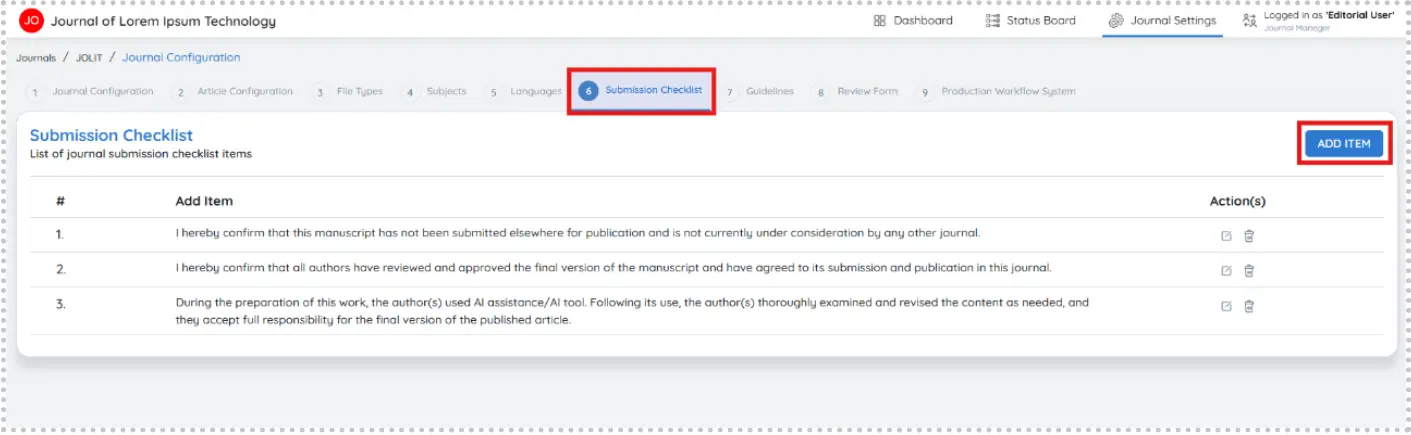 JO Journal of Lorem Ipsum Technology Dashboard Status Board Journal Settings Logged in as 'Editorial User'
Journal Manager
Journals / JOLIT / Journal Configuration
1 Journal Configuration 2 Article Configuration 3 File Types 4 Subjects 5 Languages 6 Submission Checklist 7 Guidelines 8 Review Form 9 Production Workflow System
Submission Checklist
List of journal submission checklist items
ADD ITEM
# Add Item Action(s)
1. I hereby confirm that this manuscript has not been submitted elsewhere for publication and is not currently under consideration by any other journal.
2. I hereby confirm that all authors have reviewed and approved the final version of the manuscript and have agreed to its submission and publication in this journal.
3. During the preparation of this work, the author(s) used AI assistance/AI tool. Following its use, the author(s) thoroughly examined and revised the content as needed, and
they accept full responsibility for the final version of the published article.